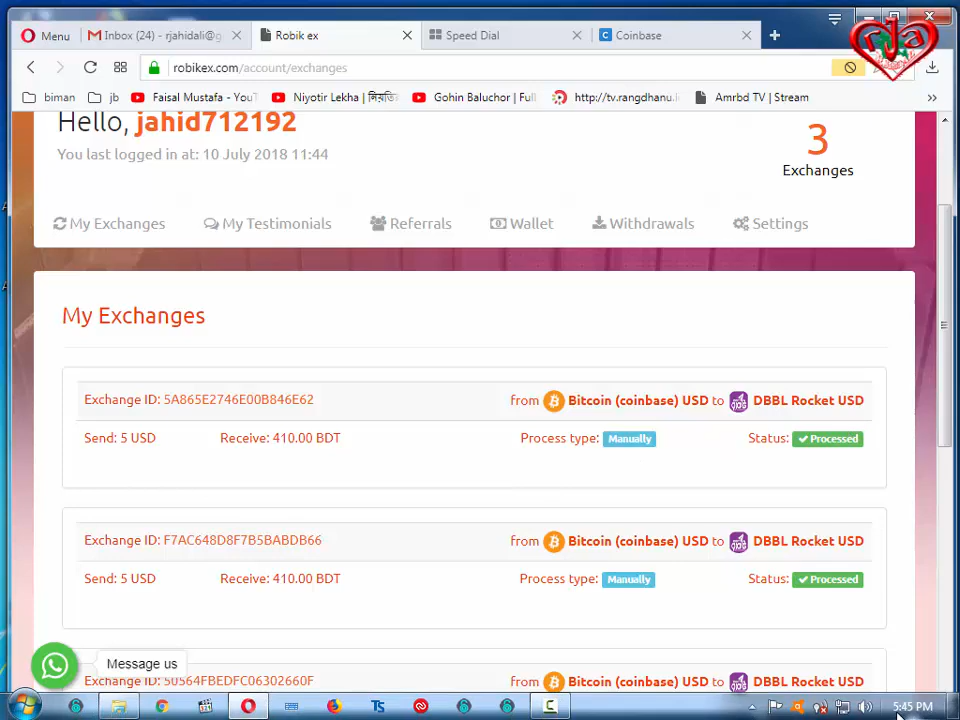 Menu
Inbox (24) - rjahidali@g
Robik ex
Speed Dial
Coinbase
rja
robikex.com/account/exchanges
biman
jb
Faisal Mustafa - YouT
Niyotir Lekha |
Gohin Baluchor | Full
http://tv.rangdhanu.li
Amrbd TV | Stream
Hello, jahid712192
3
You last logged in at: 10 July 2018 11:44
Exchanges
My Exchanges
My Testimonials
Referrals
Wallet
Withdrawals
Settings
My Exchanges
Exchange ID: 5A865E2746E00B846E62
from Bitcoin (coinbase) USD to DBBL Rocket USD
Send: 5 USD
Receive: 410.00 BDT
Process type: Manually
Status: Processed
Exchange ID: F7AC648D8F7B5BABDB66
from Bitcoin (coinbase) USD to DBBL Rocket USD
Send: 5 USD
Receive: 410.00 BDT
Process type: Manually
Status: Processed
Message us
Exchange ID: 50564FBEDFC06302660F
from Bitcoin (coinbase) USD to DBBL Rocket USD
5:45 PM